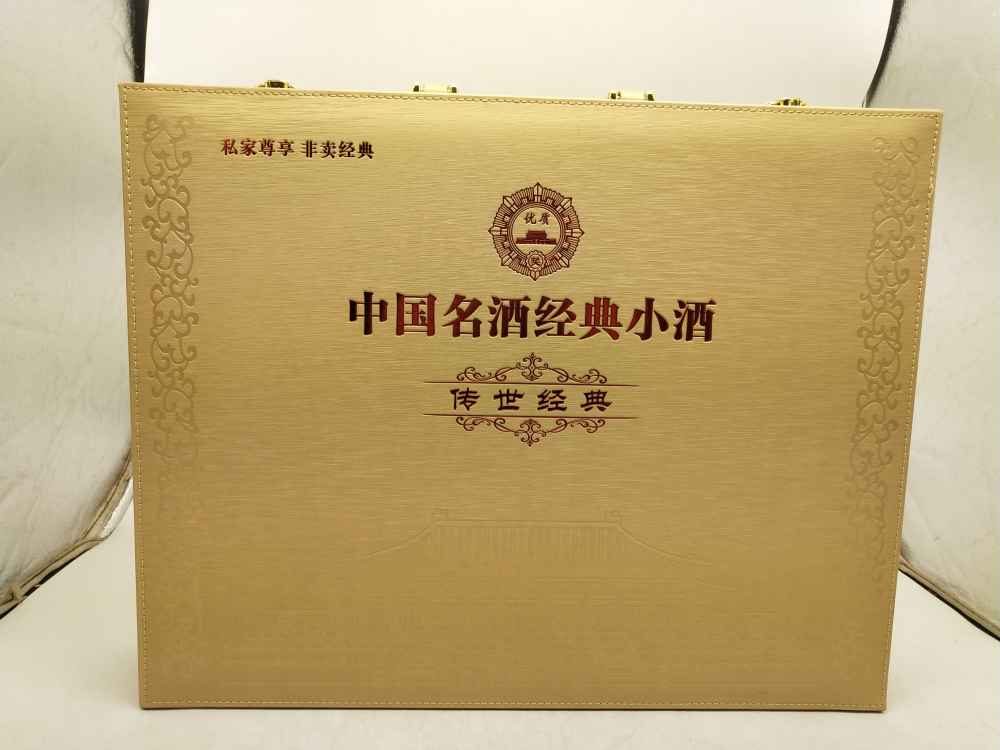 私家尊享 非卖经典
优质
奖
中国名酒经典小酒
传世经典